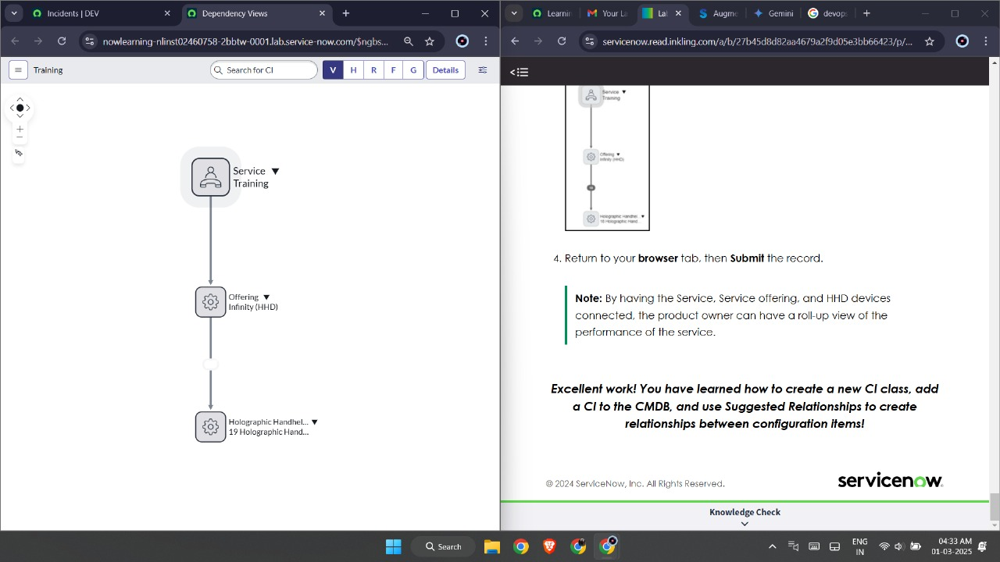 Incidents | DEV
Dependency Views
Learnin
Your La
Lal
Augme
Gemini
devops
nowlearning-nlinst02460758-2bbtw-0001.lab.service-now.com/$ngbs...
servicenow.read.inkling.com/a/b/27b45d8d82aa4679a2f9d05e3bb66423/p/...
Training
Search for CI
V
H
R
F
G
Details
Service ▼
Training
Offering ▼
Infinity (HHD)
Holographic Handhel... ▼
19 Holographic Hand...
Service ▼
Training
Offering ▼
Infinity (HHD)
Holographic Handhel... ▼
19 Holographic Hand...
4. Return to your browser tab, then Submit the record.
Note: By having the Service, Service offering, and HHD devices
connected, the product owner can have a roll-up view of the
performance of the service.
Excellent work! You have learned how to create a new CI class, add
a CI to the CMDB, and use Suggested Relationships to create
relationships between configuration items!
© 2024 ServiceNow, Inc. All Rights Reserved.
servicenow.
Knowledge Check
Search
ENG
IN
04:33 AM
01-03-2025